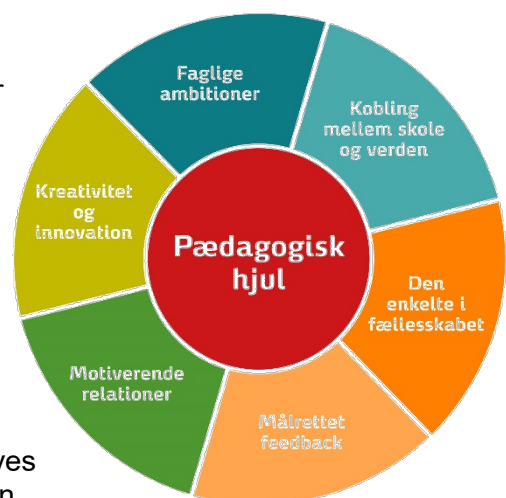 Faglige
ambitioner
Kobling
mellem skole
og verden
Kreativitet
og
innovation
Pædagogisk
hjul
Den
enkelte i
fællesskabet
Motiverende
relationer
Målrettet
feedback